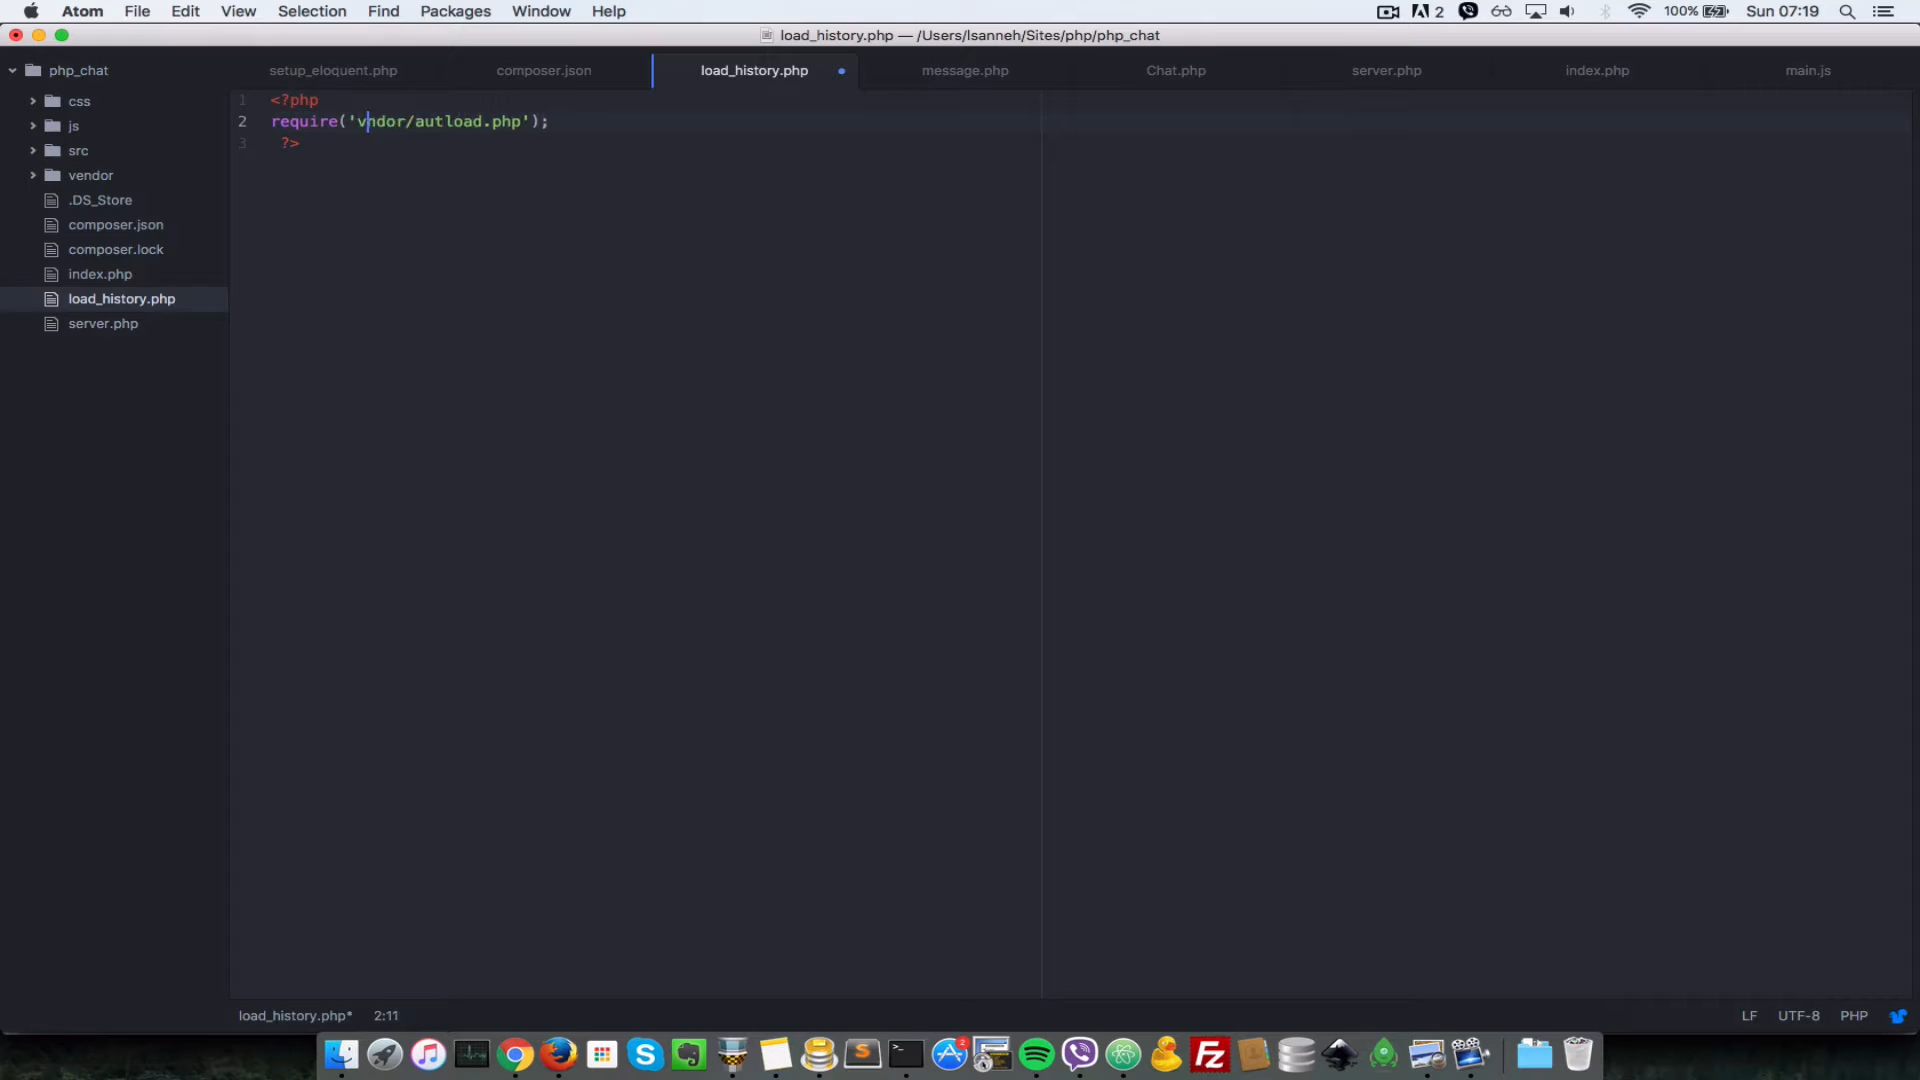 Atom File Edit View Selection Find Packages Window Help 2 100% Sun 07:19
load_history.php — /Users/lsanneh/Sites/php/php_chat
php_chat
setup_eloquent.php composer.json load_history.php message.php Chat.php server.php index.php main.js
css
js
src
vendor
.DS_Store
composer.json
composer.lock
index.php
load_history.php
server.php
1 <?php
2 require('vndor/autload.php');
3 ?>
load_history.php* 2:11 LF UTF-8 PHP
2